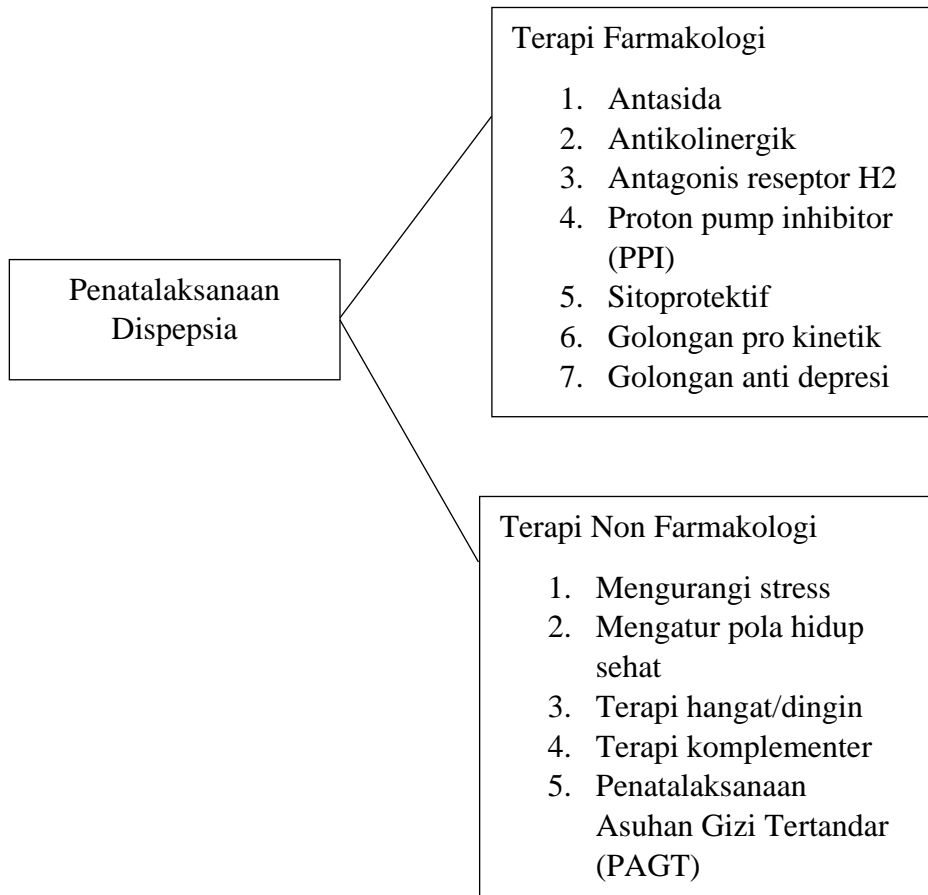 Penatalaksanaan
Dispepsia
Terapi Farmakologi
1. Antasida
2. Antikolinergik
3. Antagonis reseptor H2
4. Proton pump inhibitor
(PPI)
5. Sitoprotektif
6. Golongan pro kinetik
7. Golongan anti depresi
Terapi Non Farmakologi
1. Mengurangi stress
2. Mengatur pola hidup
sehat
3. Terapi hangat/dingin
4. Terapi komplementer
5. Penatalaksanaan
Asuhan Gizi Tertandar
(PAGT)